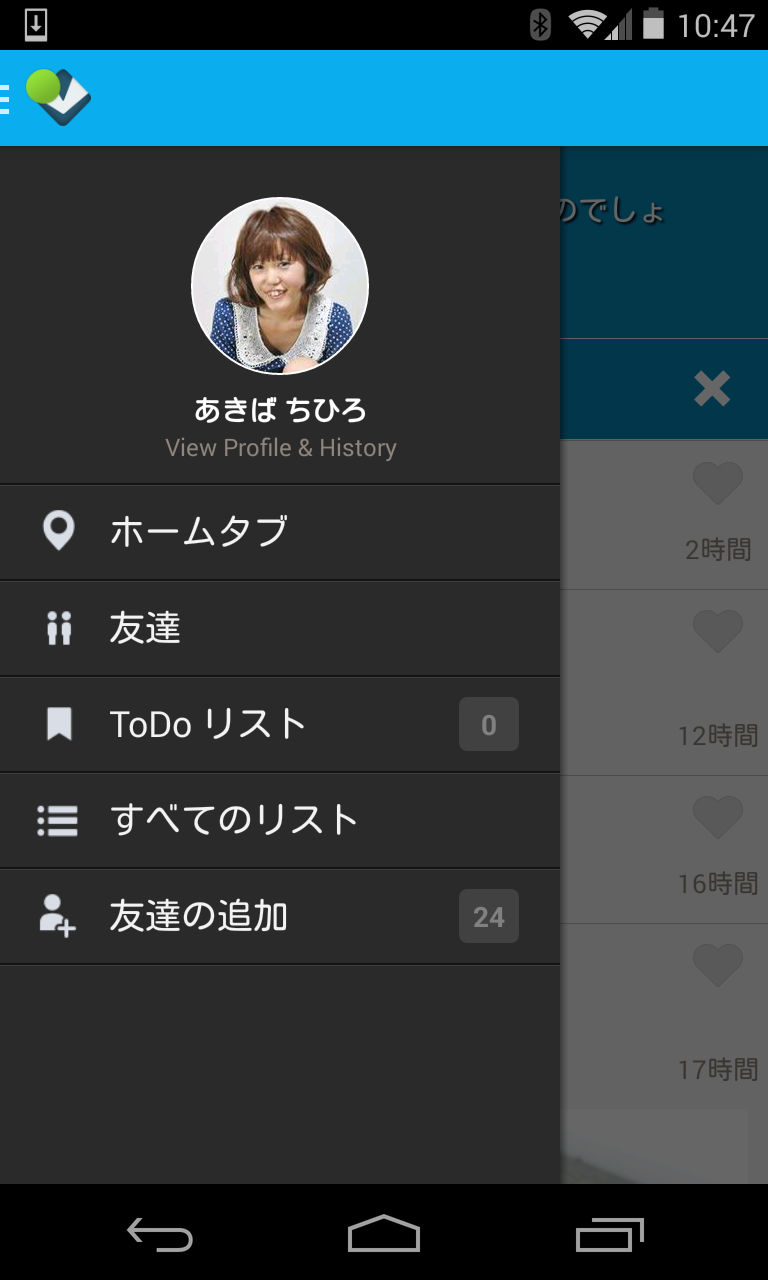 10:47
のでしょ
あきば ちひろ
View Profile & History
ホームタブ
2時間
友達
ToDo リスト 0
12時間
すべてのリスト
16時間
友達の追加 24
17時間